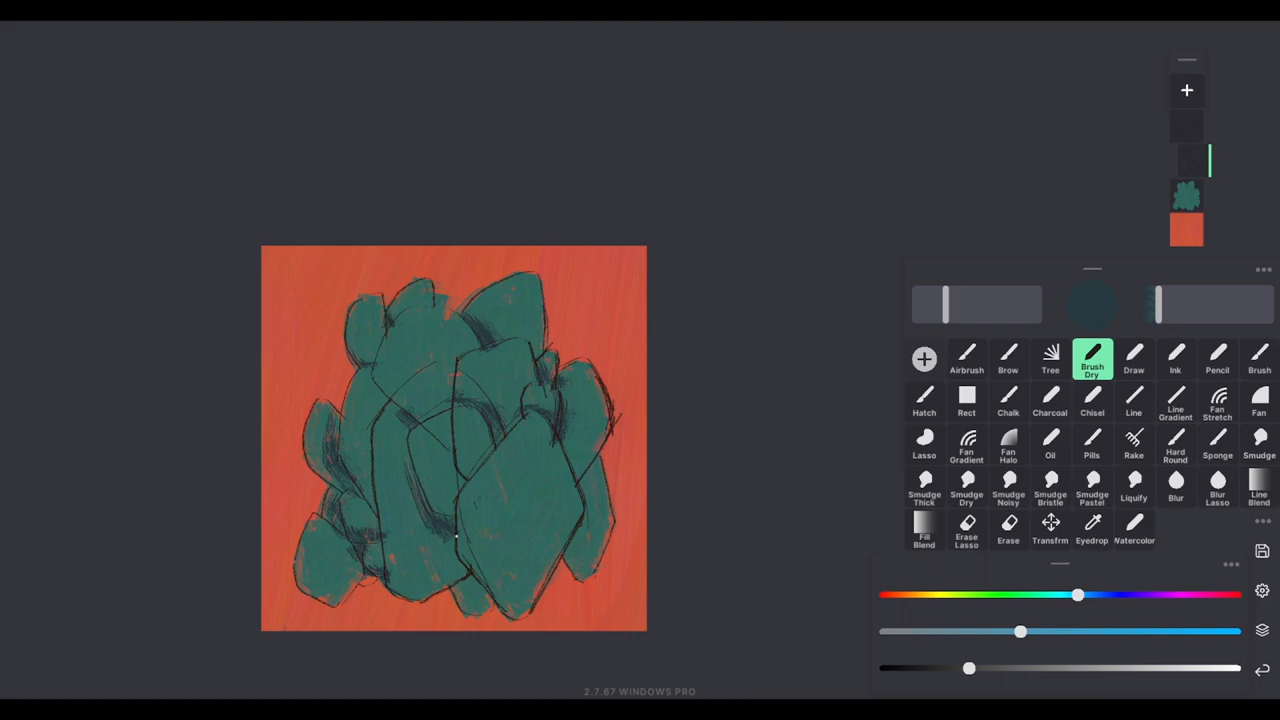 Airbrush
Brow
Tree
Brush Dry
Draw
Ink
Pencil
Brush
Hatch
Rect
Chalk
Charcoal
Chisel
Line
Line Gradient
Fan Stretch
Fan
Lasso
Fan Gradient
Fan Halo
Oil
Pills
Rake
Hard Round
Sponge
Smudge
Smudge Thick
Smudge Dry
Smudge Noisy
Smudge Bristle
Smudge Pastel
Liquify
Blur
Blur Lasso
Line Blend
Fill Blend
Erase Lasso
Erase
Transfrm
Eyedrop
Watercolor
2.7.67 WINDOWS PRO